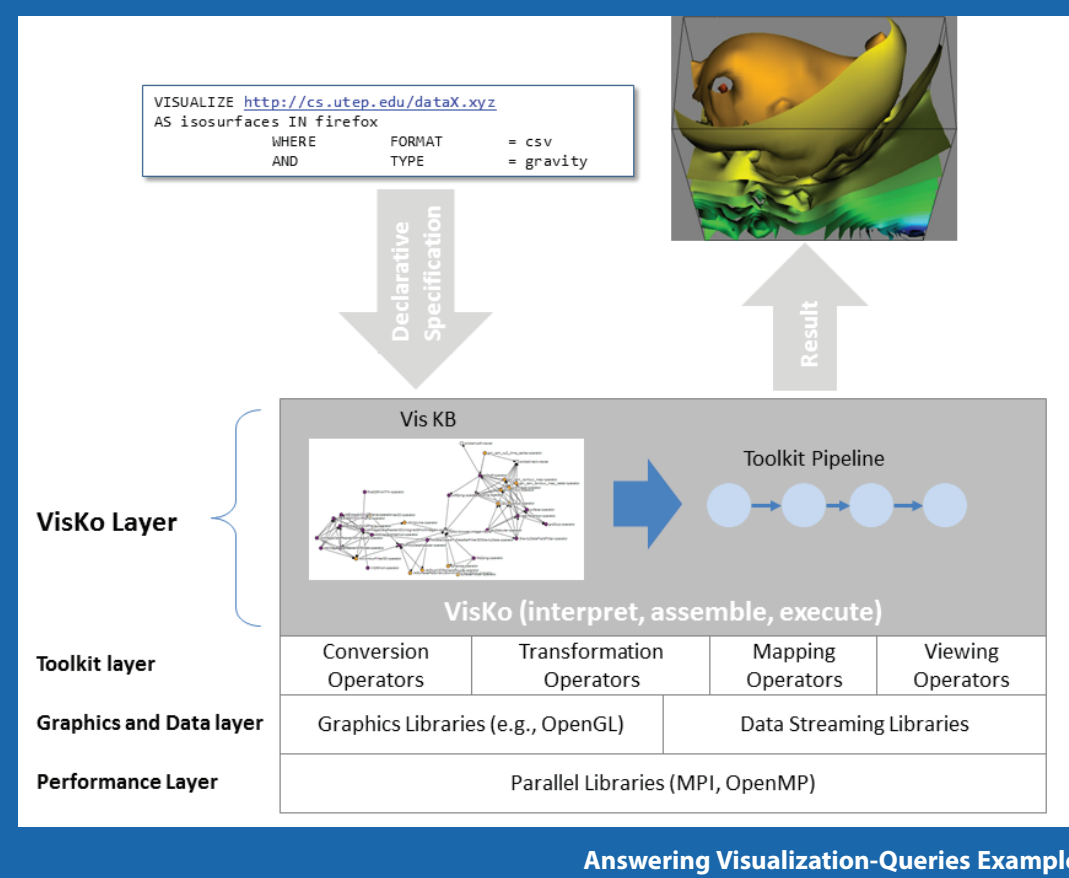 VISUALIZE http://cs.utep.edu/dataX.xyz
AS isosurfaces IN firefox
WHERE FORMAT = csv
AND TYPE = gravity
Declarative
Specification
Result
Vis KB
Toolkit Pipeline
VisKo Layer
VisKo (interpret, assemble, execute)
Toolkit layer
Conversion
Operators
Transformation
Operators
Mapping
Operators
Viewing
Operators
Graphics and Data layer
Graphics Libraries (e.g., OpenGL)
Data Streaming Libraries
Performance Layer
Parallel Libraries (MPI, OpenMP)
Answering Visualization-Queries Example